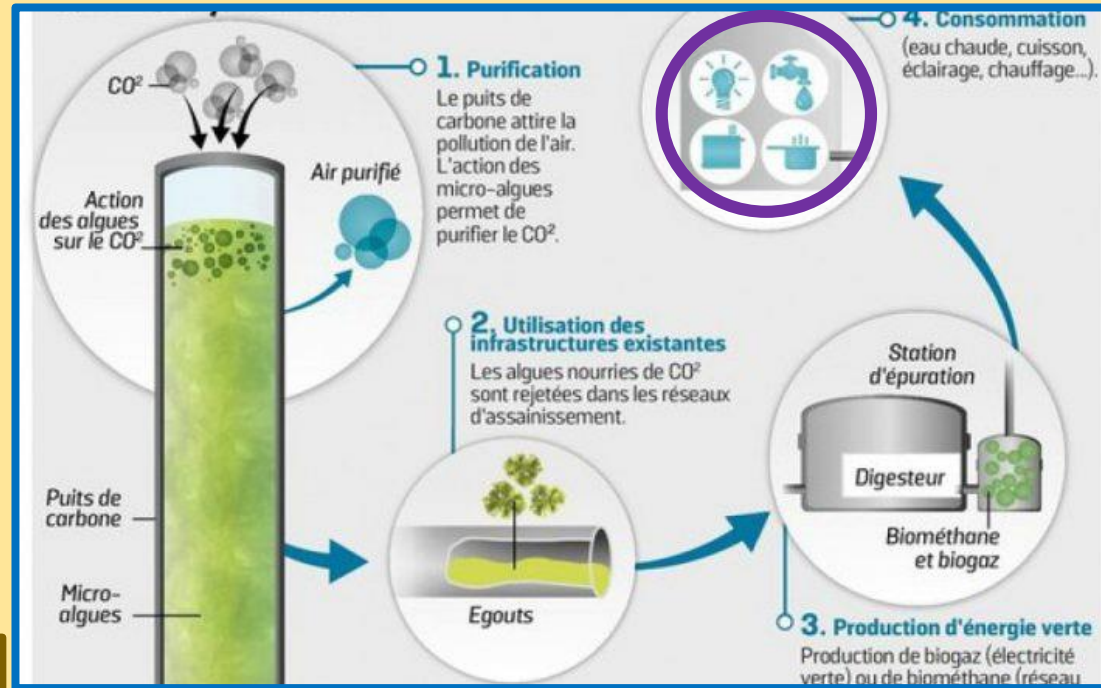 CO²
Action
des algues
sur le CO²
Air purifié
1. Purification
Le puits de
carbone attire la
pollution de l'air.
L'action des
micro-algues
permet de
purifier le CO².
Puits de
carbone
Micro-
algues
2. Utilisation des
infrastructures existantes
Les algues nourries de CO²
sont rejetées dans les réseaux
d'assainissement.
Egouts
Station
d'épuration
Digesteur
Biométhane
et biogaz
3. Production d'énergie verte
Production de biogaz (électricité
verte) ou de biométhane (réseau
4. Consommation
(eau chaude, cuisson,
éclairage, chauffage...).